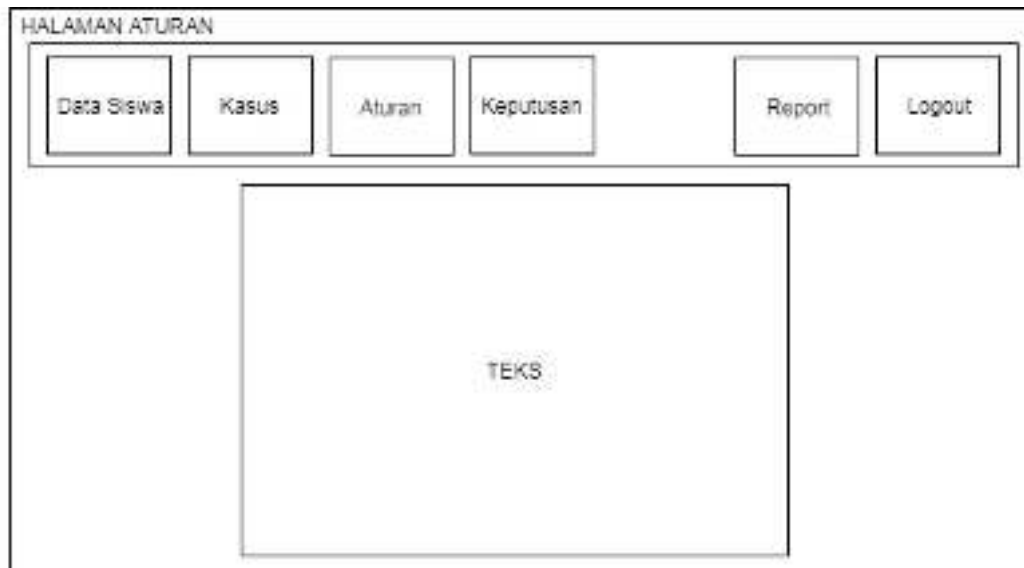 HALAMAN ATURAN
Data Siswa Kasus Aturan Keputusan Report Logout
TEKS